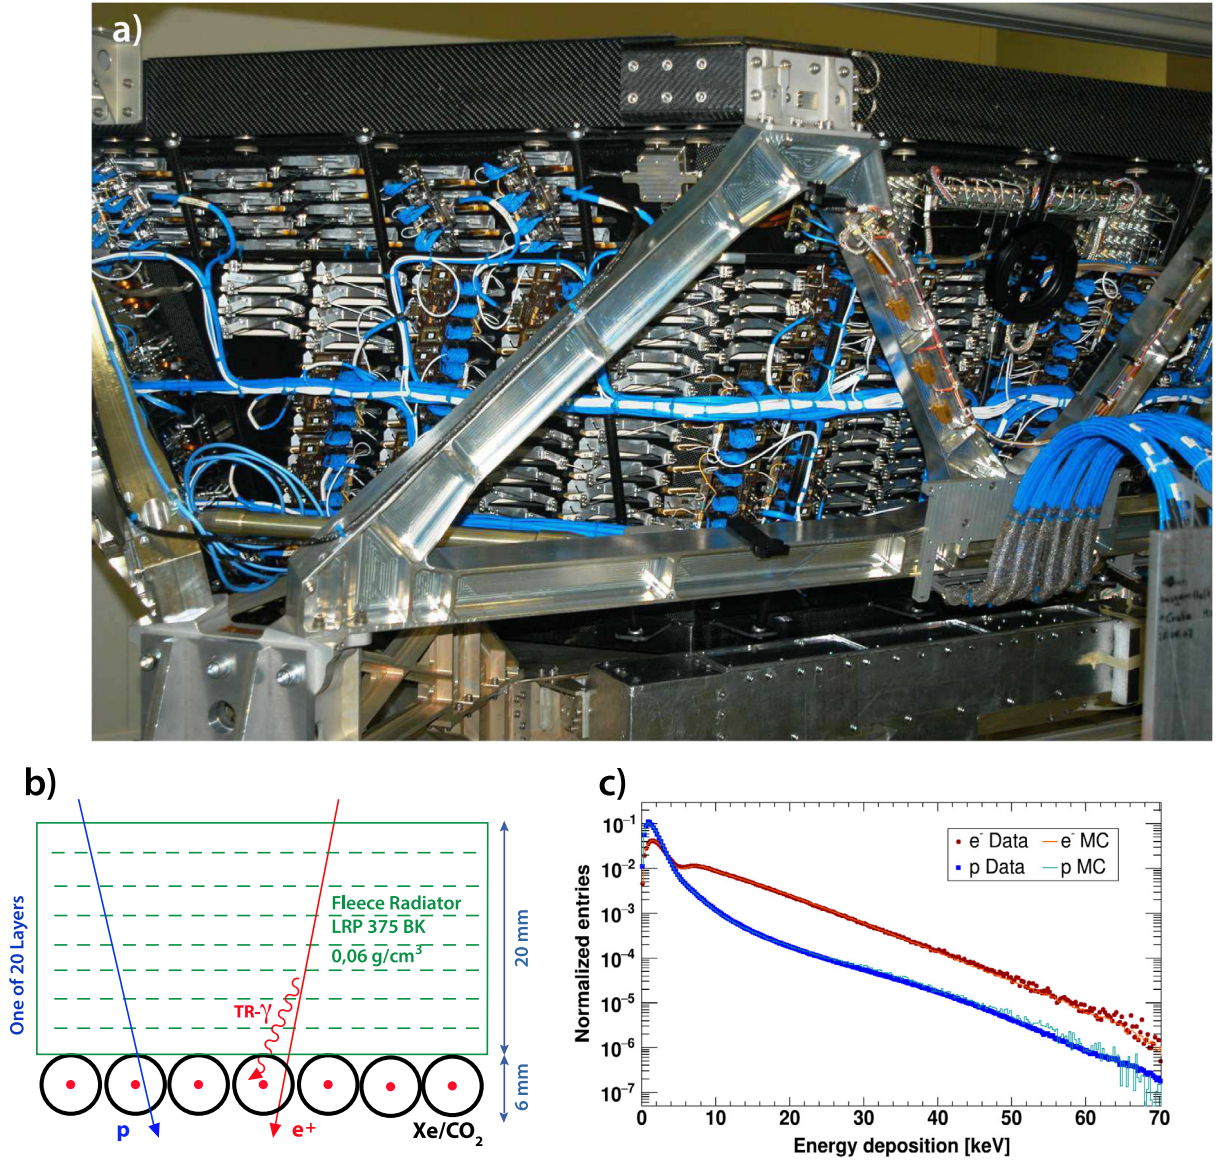 a)
b)
One of 20 Layers
Fleece Radiator
LRP 375 BK
0,06 g/cm³
TR-γ
20 mm
6 mm
p
e⁺
Xe/CO₂
c)
Normalized entries
10⁻¹
10⁻²
10⁻³
10⁻⁴
10⁻⁵
10⁻⁶
10⁻⁷
e⁻ Data
e⁻ MC
p Data
p MC
0 10 20 30 40 50 60 70
Energy deposition [keV]